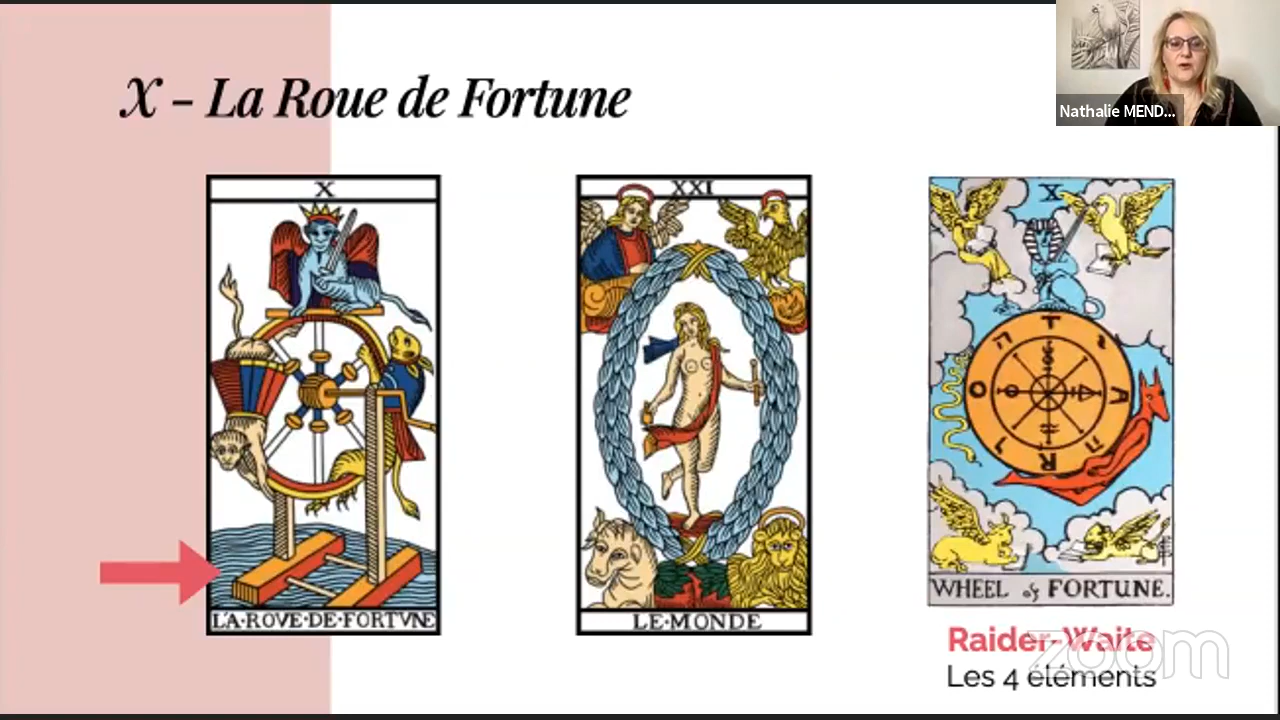 X - La Roue de Fortune
Nathalie MEND...
X
L'A·ROVE·DE·FORTVNE
XXI
LE·MONDE
X
T
A
R
O
WHEEL of FORTUNE.
Raider-Waite
Les 4 éléments
zoom